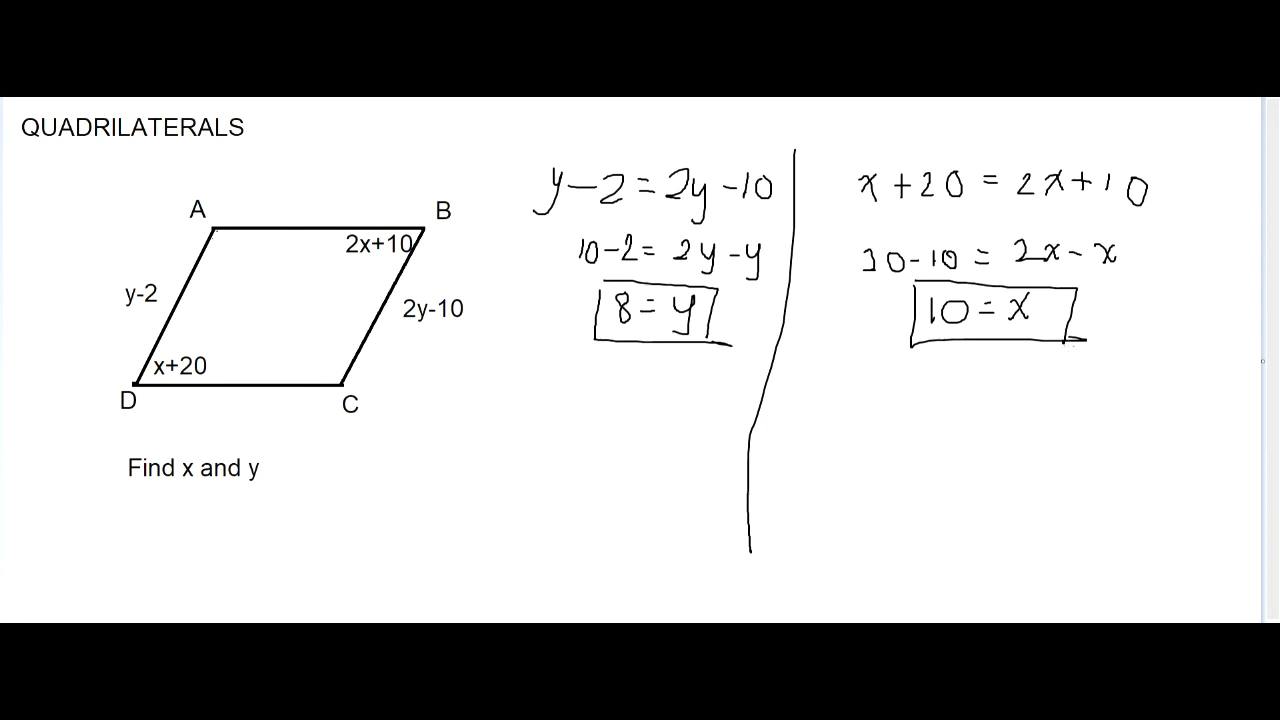 QUADRILATERALS
A
B
2x+10
y-2
2y-10
x+20
D
C
Find x and y
y-2=2y-10
10-2=2y-y
8=y
x+20=2x+10
20-10=2x-x
10=x